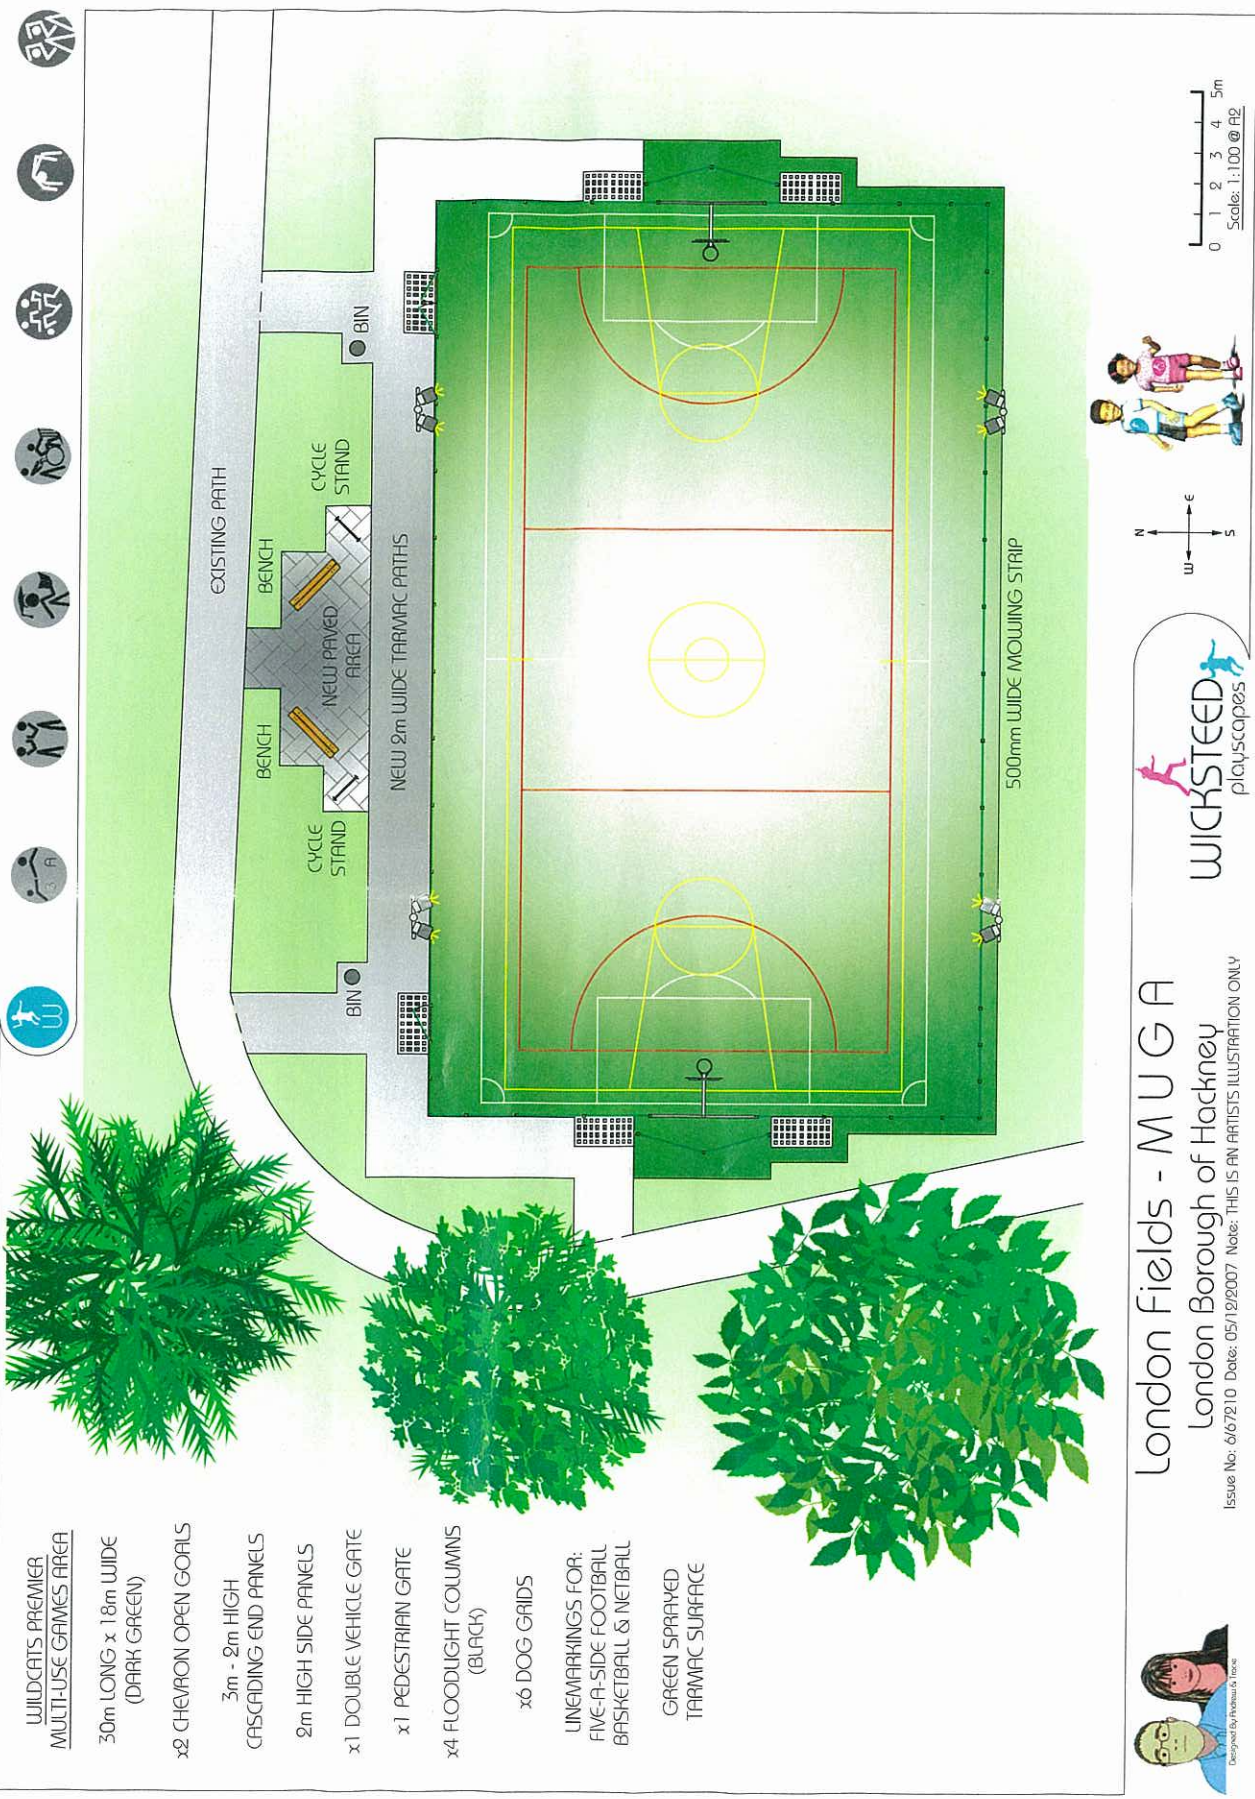 WILDCATS PREMIER
MULTI-USE GAMES AREA
30m LONG x 18m WIDE
(DARK GREEN)
x2 CHEVRON OPEN GOALS
3m - 2m HIGH
CASCADING END PANELS
2m HIGH SIDE PANELS
x1 DOUBLE VEHICLE GATE
x1 PEDESTRIAN GATE
x4 FLOODLIGHT COLUMNS
(BLACK)
x6 DOG GRIDS
LINEMARKINGS FOR:
FIVE-A-SIDE FOOTBALL
BASKETBALL & NETBALL
GREEN SPRAYED
TARMAC SURFACE
EXISTING PATH
BENCH
BENCH
CYCLE
STAND
CYCLE
STAND
NEW PAVED
AREA
BIN
BIN
NEW 2m WIDE TARMAC PATHS
500mm WIDE MOWING STRIP
London Fields - M U G A
London Borough of Hackney
Issue No: 6/67210 Date: 05/12/2007 Note: THIS IS AN ARTISTS ILLUSTRATION ONLY
WICKSTEED
playscapes
N
W
E
S
0 1 2 3 4 5m
Scale: 1:100 @ A2
Designed By Andrew & Tracie